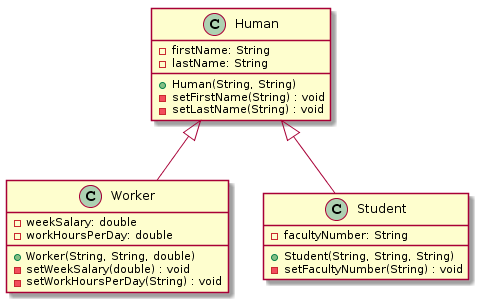 C Human
firstName: String
lastName: String
Human(String, String)
setFirstName(String) : void
setLastName(String) : void
C Worker
weekSalary: double
workHoursPerDay: double
Worker(String, String, double)
setWeekSalary(double) : void
setWorkHoursPerDay(String) : void
C Student
facultyNumber: String
Student(String, String, String)
setFacultyNumber(String) : void